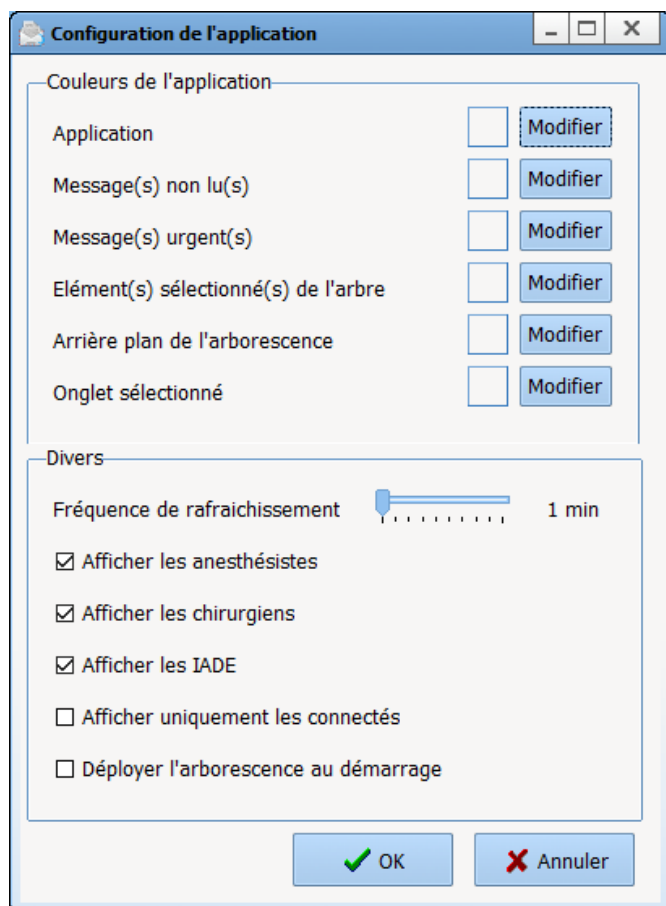 Configuration de l'application
Couleurs de l'application
Application Modifier
Message(s) non lu(s) Modifier
Message(s) urgent(s) Modifier
Elément(s) sélectionné(s) de l'arbre Modifier
Arrière plan de l'arborescence Modifier
Onglet sélectionné Modifier
Divers
Fréquence de rafraichissement 1 min
Afficher les anesthésistes
Afficher les chirurgiens
Afficher les IADE
Afficher uniquement les connectés
Déployer l'arborescence au démarrage
OK Annuler